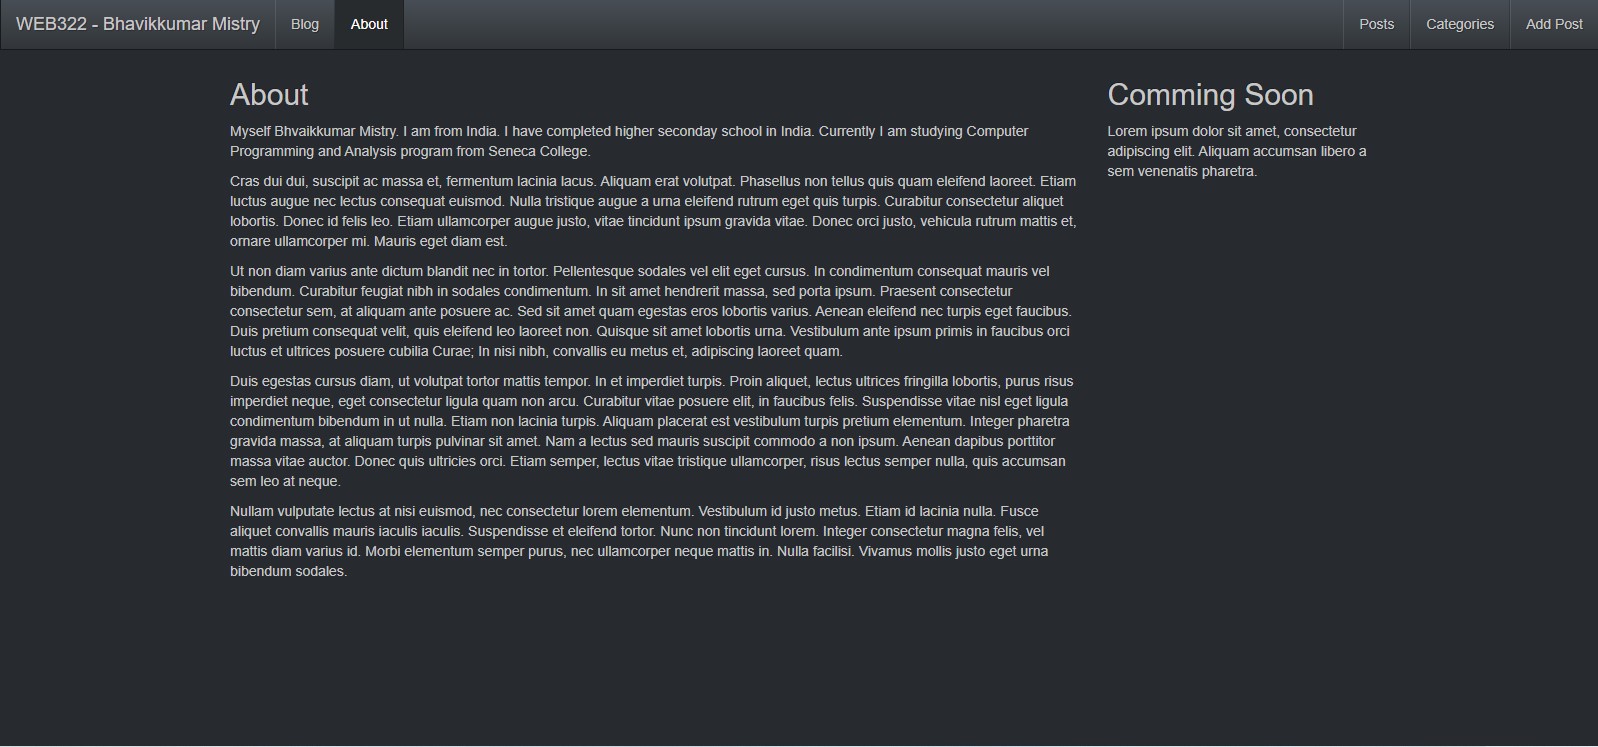 WEB322 - Bhavikkumar Mistry Blog About Posts Categories Add Post
About
Myself Bhvaikkumar Mistry. I am from India. I have completed higher seconday school in India. Currently I am studying Computer
Programming and Analysis program from Seneca College.
Cras dui dui, suscipit ac massa et, fermentum lacinia lacus. Aliquam erat volutpat. Phasellus non tellus quis quam eleifend laoreet. Etiam
luctus augue nec lectus consequat euismod. Nulla tristique augue a urna eleifend rutrum eget quis turpis. Curabitur consectetur aliquet
lobortis. Donec id felis leo. Etiam ullamcorper augue justo, vitae tincidunt ipsum gravida vitae. Donec orci justo, vehicula rutrum mattis et,
ornare ullamcorper mi. Mauris eget diam est.
Ut non diam varius ante dictum blandit nec in tortor. Pellentesque sodales vel elit eget cursus. In condimentum consequat mauris vel
bibendum. Curabitur feugiat nibh in sodales condimentum. In sit amet hendrerit massa, sed porta ipsum. Praesent consectetur
consectetur sem, at aliquam ante posuere ac. Sed sit amet quam egestas eros lobortis varius. Aenean eleifend nec turpis eget faucibus.
Duis pretium consequat velit, quis eleifend leo laoreet non. Quisque sit amet lobortis urna. Vestibulum ante ipsum primis in faucibus orci
luctus et ultrices posuere cubilia Curae; In nisi nibh, convallis eu metus et, adipiscing laoreet quam.
Duis egestas cursus diam, ut volutpat tortor mattis tempor. In et imperdiet turpis. Proin aliquet, lectus ultrices fringilla lobortis, purus risus
imperdiet neque, eget consectetur ligula quam non arcu. Curabitur vitae posuere elit, in faucibus felis. Suspendisse vitae nisl eget ligula
condimentum bibendum in ut nulla. Etiam non lacinia turpis. Aliquam placerat est vestibulum turpis pretium elementum. Integer pharetra
gravida massa, at aliquam turpis pulvinar sit amet. Nam a lectus sed mauris suscipit commodo a non ipsum. Aenean dapibus porttitor
massa vitae auctor. Donec quis ultricies orci. Etiam semper, lectus vitae tristique ullamcorper, risus lectus semper nulla, quis accumsan
sem leo at neque.
Nullam vulputate lectus at nisi euismod, nec consectetur lorem elementum. Vestibulum id justo metus. Etiam id lacinia nulla. Fusce
aliquet convallis mauris iaculis iaculis. Suspendisse et eleifend tortor. Nunc non tincidunt lorem. Integer consectetur magna felis, vel
mattis diam varius id. Morbi elementum semper purus, nec ullamcorper neque mattis in. Nulla facilisi. Vivamus mollis justo eget urna
bibendum sodales.
Comming Soon
Lorem ipsum dolor sit amet, consectetur
adipiscing elit. Aliquam accumsan libero a
sem venenatis pharetra.